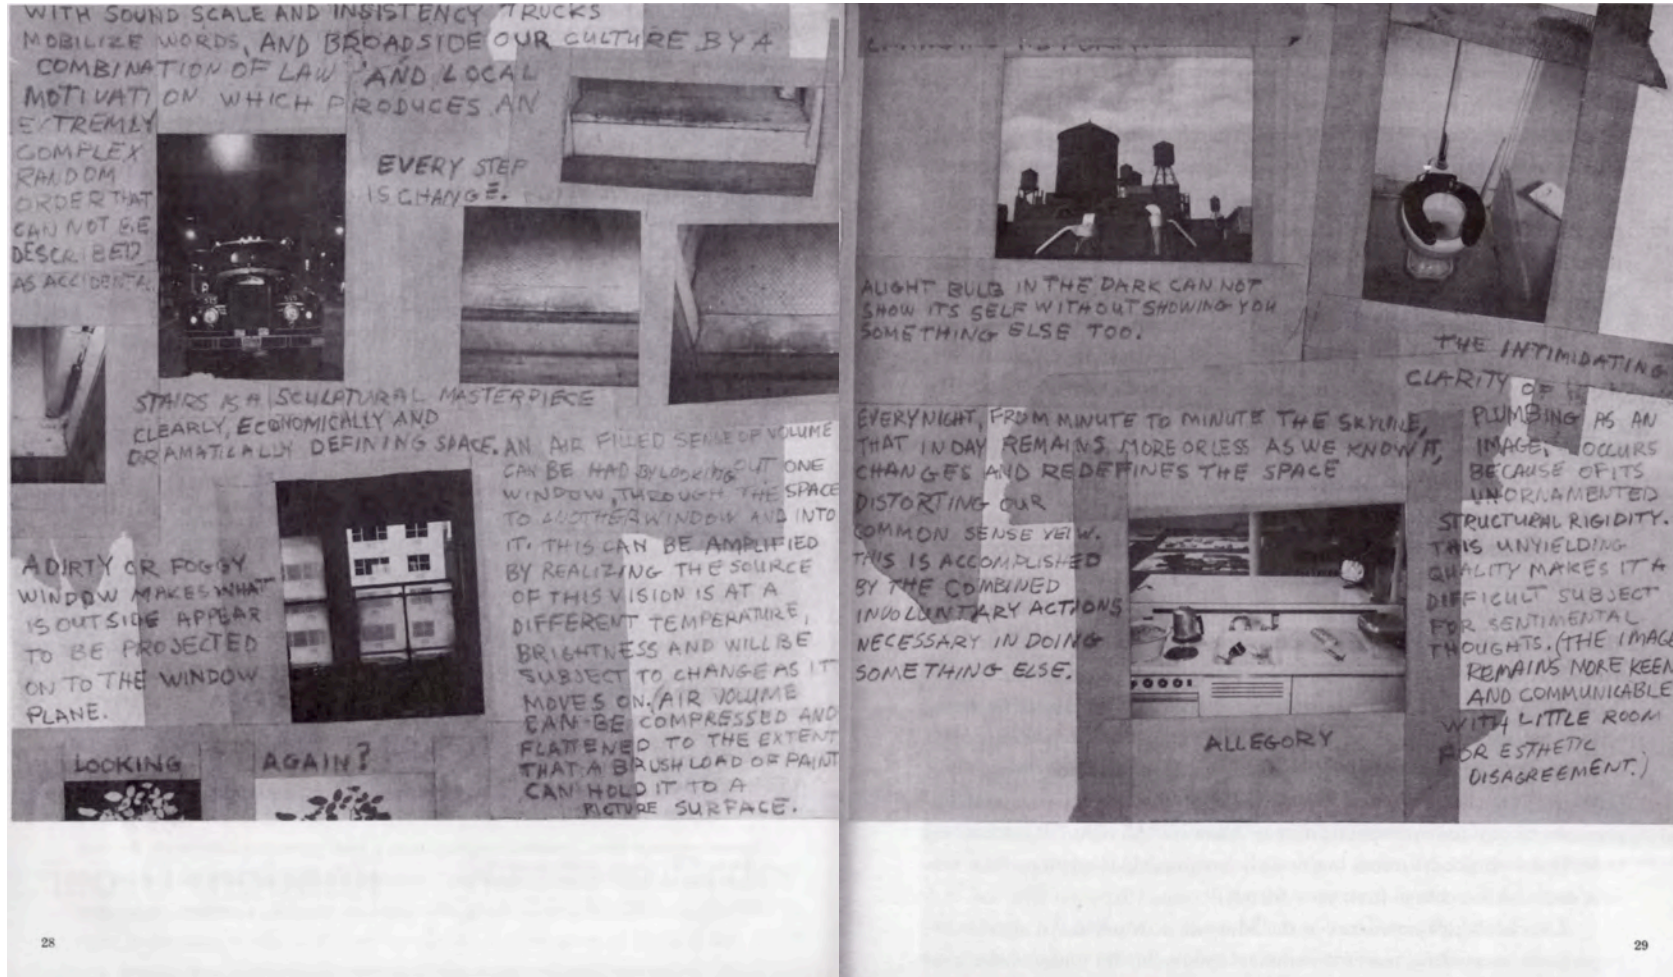 WITH SOUND SCALE AND INSISTENCY TRUCKS
MOBILIZE WORDS, AND BROADSIDE OUR CULTURE BY A
COMBINATION OF LAW AND LOCAL
MOTIVATION WHICH PRODUCES AN
EXTREMLY
COMPLEX
RANDOM
ORDER THAT
CAN NOT BE
DESCRIBED
AS ACCIDENTAL
EVERY STEP
IS CHANGE.
STAIRS IS A SCULATURAL MASTERPIECE
CLEARLY, ECONOMICALLY AND
DRAMATICALLY DEFINING SPACE.
AN AIR FILLED SENSE OF VOLUME
CAN BE HAD BY LOOKING OUT ONE
WINDOW, THROUGH THE SPACE
TO ANOTHER WINDOW AND INTO
IT. THIS CAN BE AMPLIFIED
BY REALIZING THE SOURCE
OF THIS VISION IS AT A
DIFFERENT TEMPERATURE,
BRIGHTNESS AND WILL BE
SUBJECT TO CHANGE AS IT
MOVES ON. (AIR VOLUME
CAN BE COMPRESSED AND
FLATTENED TO THE EXTENT
THAT A BRUSH LOAD OF PAINT
CAN HOLD IT TO A
PICTURE SURFACE.
A DIRTY OR FOGGY
WINDOW MAKES WHAT
IS OUTSIDE APPEAR
TO BE PROJECTED
ON TO THE WINDOW
PLANE.
LOOKING AGAIN?
28
A LIGHT BULB IN THE DARK CAN NOT
SHOW ITS SELF WITHOUT SHOWING YOU
SOMETHING ELSE TOO.
EVERY NIGHT, FROM MINUTE TO MINUTE THE SKYLINE,
THAT IN DAY REMAINS, MORE OR LESS AS WE KNOW IT,
CHANGES AND REDEFINES THE SPACE
DISTORTING OUR
COMMON SENSE VEIW.
THIS IS ACCOMPLISHED
BY THE COMBINED
INVOLUNTARY ACTIONS
NECESSARY IN DOING
SOMETHING ELSE.
ALLEGORY
THE INTIMIDATING
CLARITY OF
PLUMBING AS AN
IMAGE, OCCURS
BECAUSE OF ITS
UNORNAMENTED
STRUCTURAL RIGIDITY.
THIS UNYIELDING
QUALITY MAKES IT A
DIFFICULT SUBJECT
FOR SENTIMENTAL
THOUGHTS. (THE IMAGE
REMAINS MORE KEEN
AND COMMUNICABLE
WITH LITTLE ROOM
FOR ESTHETIC
DISAGREEMENT.)
29